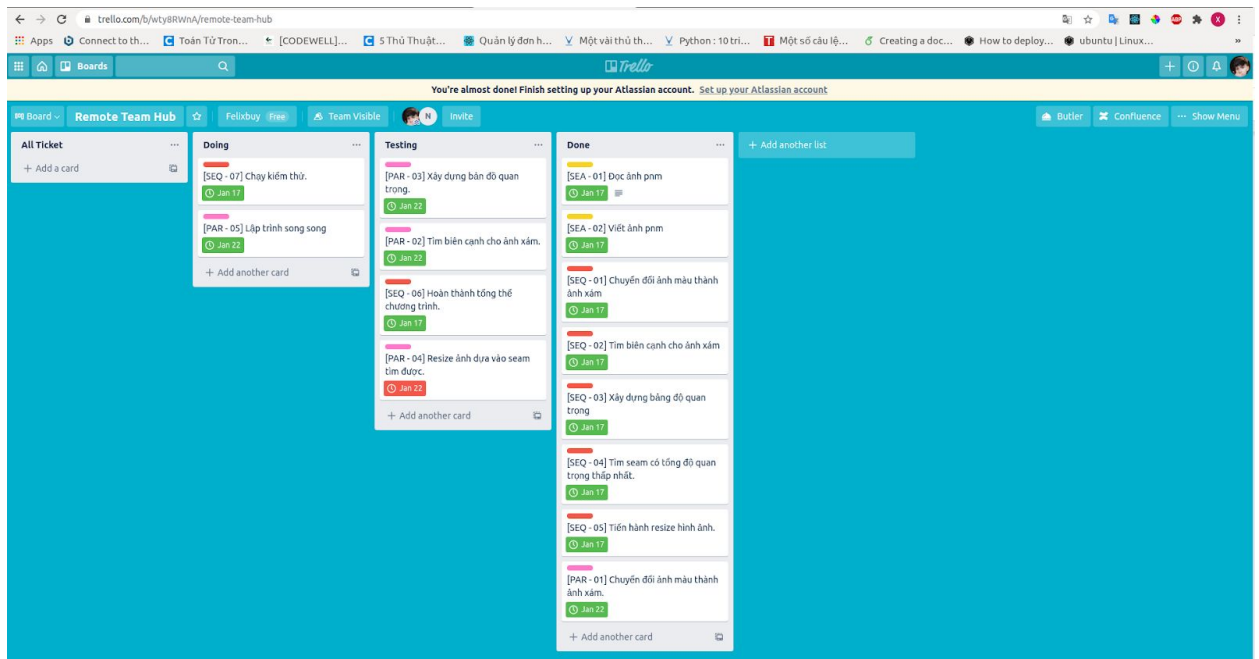 trello.com/b/wty8RWnA/remote-team-hub
Apps Connect to th... Toán Tử Tron... [CODEWELL]... 5 Thủ Thuật... Quản lý đơn h... Một vài thủ th... Python : 10 tri... Một số câu lệ... Creating a doc... How to deploy... ubuntu | Linux... »
Boards Trello
You're almost done! Finish setting up your Atlassian account. Set up your Atlassian account
Board Remote Team Hub Felixbuy Free Team Visible N Invite Butler Confluence ... Show Menu
All Ticket ...
+ Add a card
Doing ...
[SEQ - 07] Chạy kiểm thử.
Jan 17
[PAR - 05] Lập trình song song
Jan 22
+ Add another card
Testing ...
[PAR - 03] Xây dựng bản đồ quan
trọng.
Jan 22
[PAR - 02] Tìm biên cạnh cho ảnh xám.
Jan 22
[SEQ - 06] Hoàn thành tổng thể
chương trình.
Jan 17
[PAR - 04] Resize ảnh dựa vào seam
tìm được.
Jan 22
+ Add another card
Done ...
[SEA - 01] Đọc ảnh pnm
Jan 17
[SEA - 02] Viết ảnh pnm
Jan 17
[SEQ - 01] Chuyển đổi ảnh màu thành
ảnh xám
Jan 17
[SEQ - 02] Tìm biên cạnh cho ảnh xám
Jan 17
[SEQ - 03] Xây dựng bảng độ quan
trọng
Jan 17
[SEQ - 04] Tìm seam có tổng độ quan
trọng thấp nhất.
Jan 17
[SEQ - 05] Tiến hành resize hình ảnh.
Jan 17
[PAR - 01] Chuyển đổi ảnh màu thành
ảnh xám.
Jan 22
+ Add another card
+ Add another list